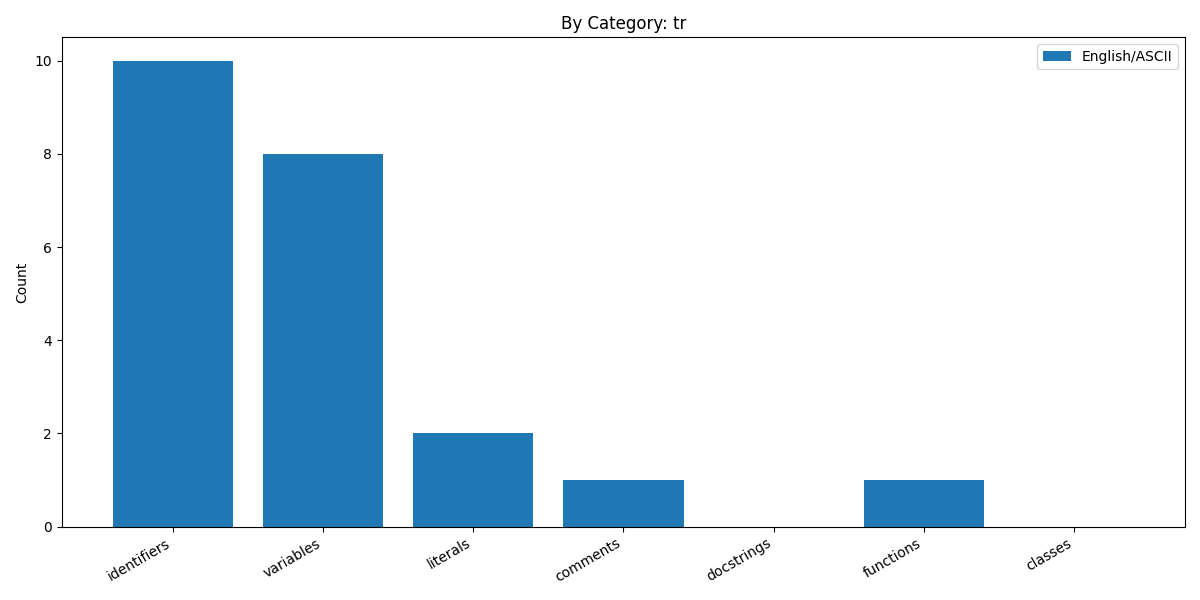 By Category: tr
English/ASCII
Count
10
8
6
4
2
0
identifiers
variables
literals
comments
docstrings
functions
classes